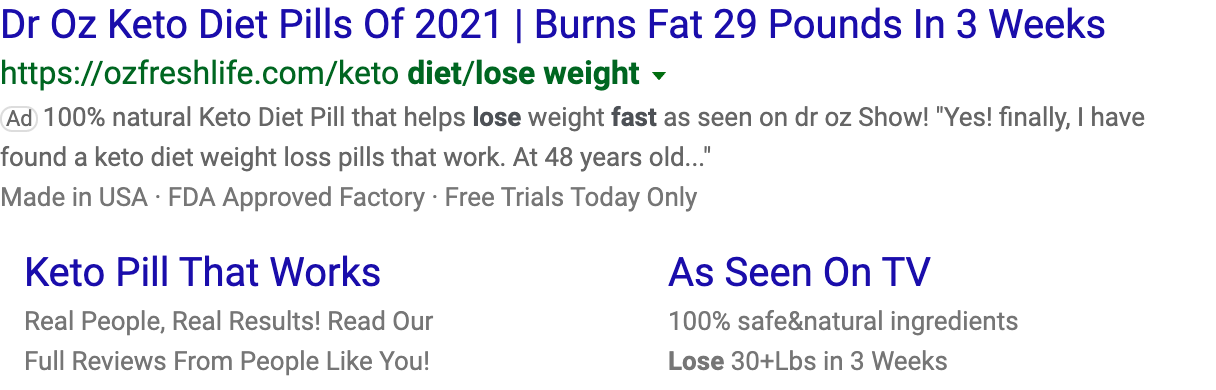 Dr Oz Keto Diet Pills Of 2021 | Burns Fat 29 Pounds In 3 Weeks
https://ozfreshlife.com/keto diet/lose weight
Ad 100% natural Keto Diet Pill that helps lose weight fast as seen on dr oz Show! "Yes! finally, I have
found a keto diet weight loss pills that work. At 48 years old..."
Made in USA · FDA Approved Factory · Free Trials Today Only
Keto Pill That Works
Real People, Real Results! Read Our
Full Reviews From People Like You!
As Seen On TV
100% safe&natural ingredients
Lose 30+Lbs in 3 Weeks